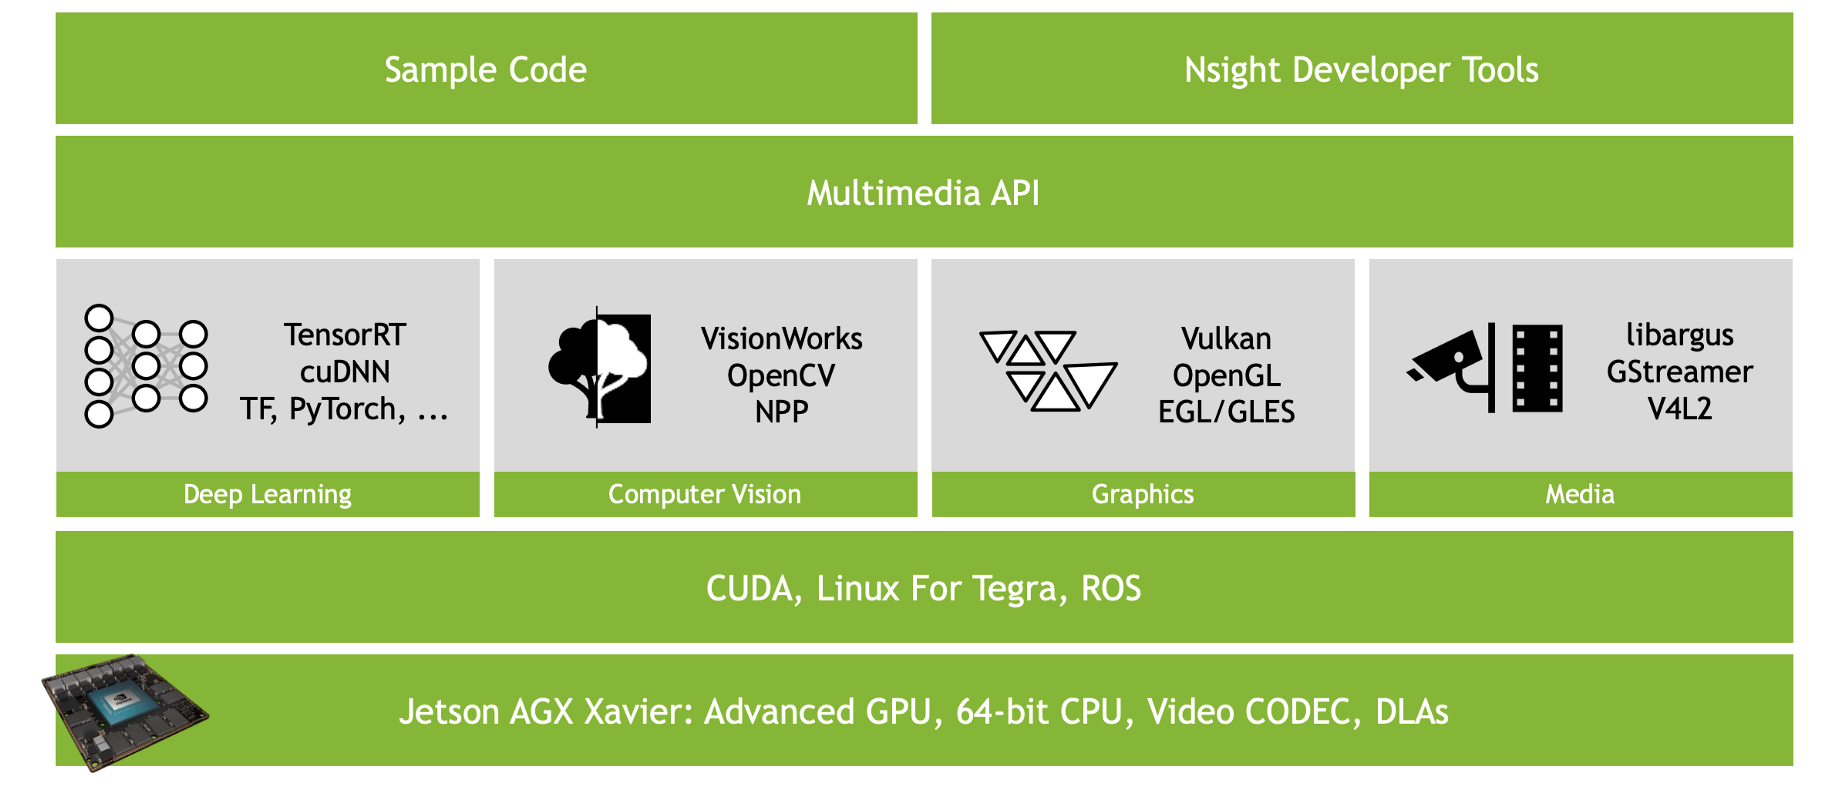 Sample Code
Nsight Developer Tools
Multimedia API
TensorRT
cuDNN
TF, PyTorch, ...
Deep Learning
VisionWorks
OpenCV
NPP
Computer Vision
Vulkan
OpenGL
EGL/GLES
Graphics
libargus
GStreamer
V4L2
Media
CUDA, Linux For Tegra, ROS
Jetson AGX Xavier: Advanced GPU, 64-bit CPU, Video CODEC, DLAs